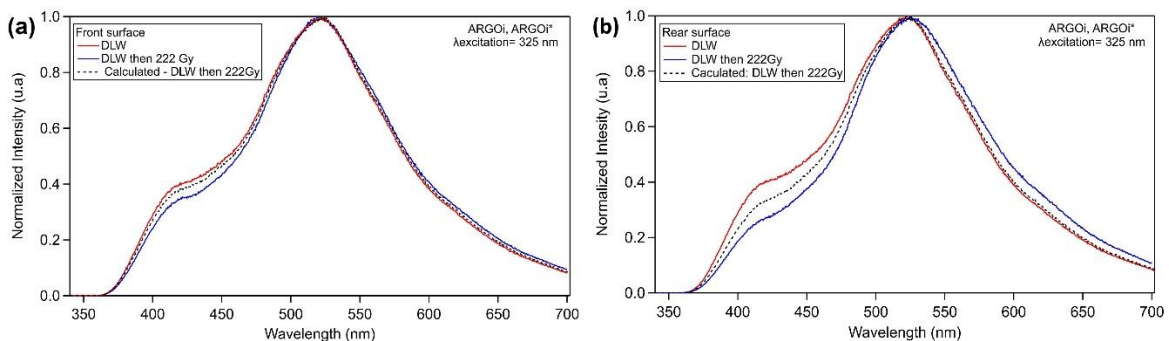 (a)
Front surface
DLW
DLW then 222 Gy
Calculated - DLW then 222Gy
ARGOi, ARGOi*
λexcitation= 325 nm
Normalized Intensity (u.a)
1.0
0.8
0.6
0.4
0.2
0.0
350 400 450 500 550 600 650 700
Wavelength (nm)
(b)
Rear surface
DLW
DLW then 222Gy
Caculated: DLW then 222Gy
ARGOi, ARGOi*
λexcitation= 325 nm
Normalized Intesity (u.a)
1.0
0.8
0.6
0.4
0.2
0.0
350 400 450 500 550 600 650 700
Wavelength (nm)